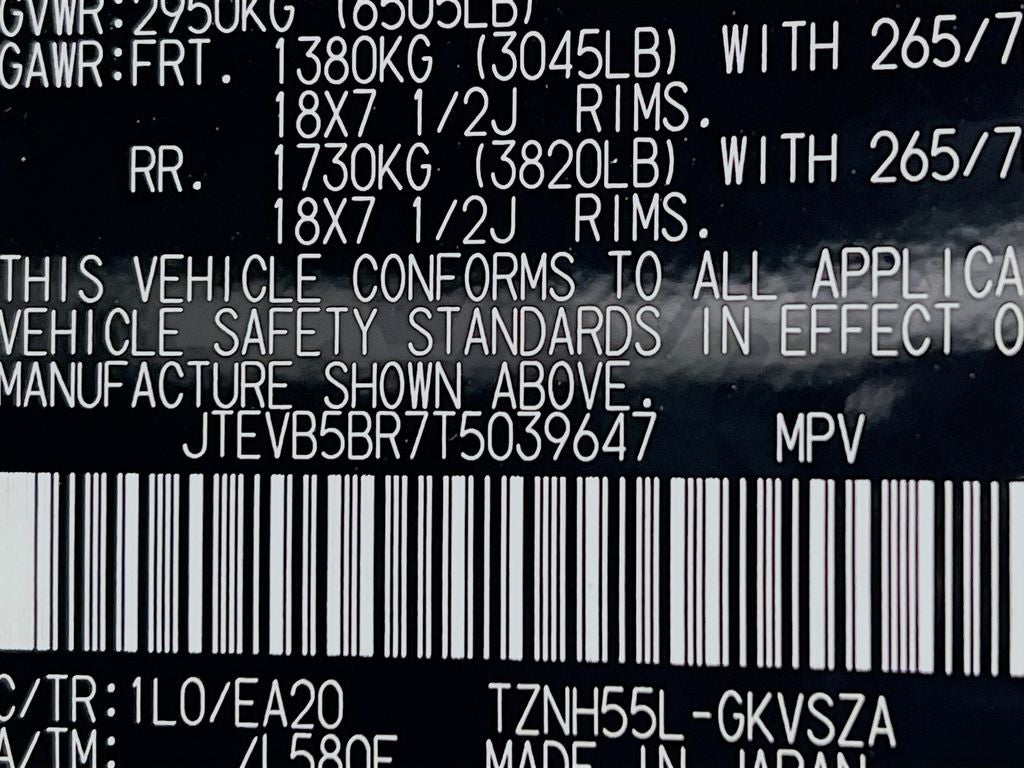 GVWR:2950KG (6505LB)
GAWR:FRT. 1380KG (3045LB) WITH 265/7
18X7 1/2J RIMS.
RR. 1730KG (3820LB) WITH 265/7
18X7 1/2J RIMS.
THIS VEHICLE CONFORMS TO ALL APPLICA
VEHICLE SAFETY STANDARDS IN EFFECT O
MANUFACTURE SHOWN ABOVE.
JTEVB5BR7T5039647 MPV
C/TR:1L0/EA20 TZNH55L-GKVSZA
A/TM: /L580F MADE IN JAPAN